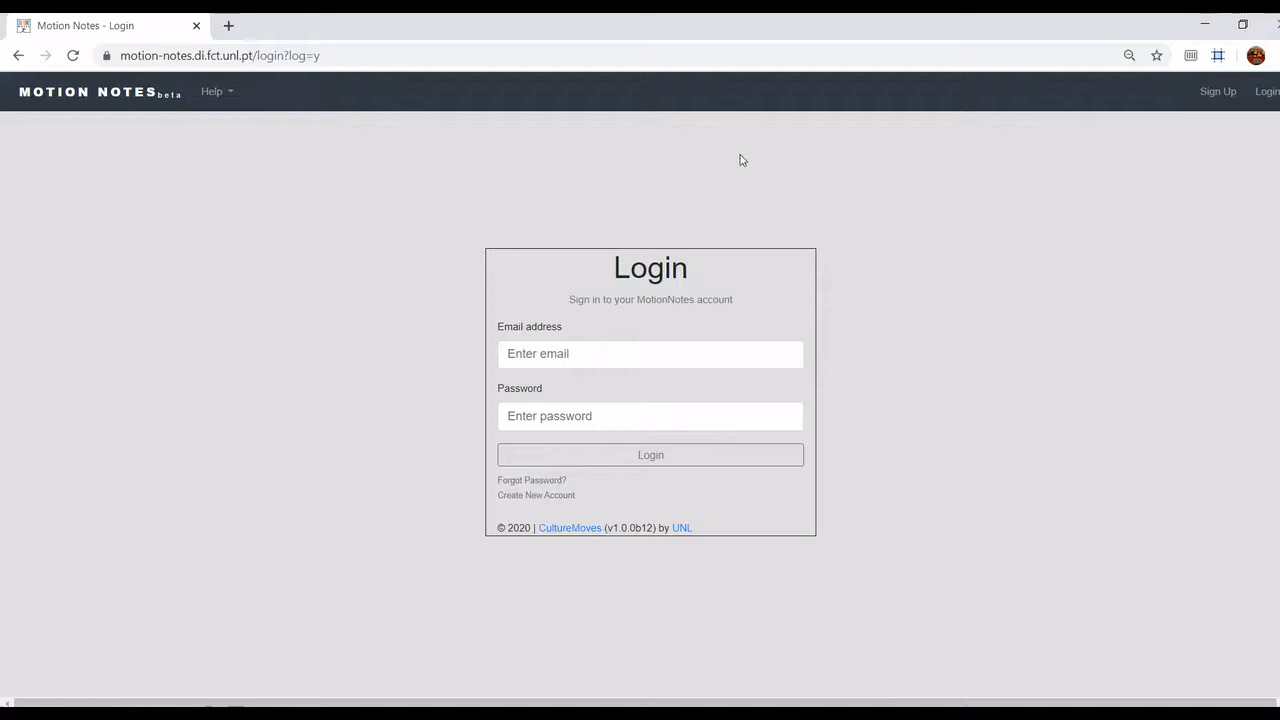 Motion Notes - Login
motion-notes.di.fct.unl.pt/login?log=y
MOTION NOTES beta Help Sign Up Login
Login
Sign in to your MotionNotes account
Email address
Enter email
Password
Enter password
Login
Forgot Password?
Create New Account
© 2020 | CultureMoves (v1.0.0b12) by UNL